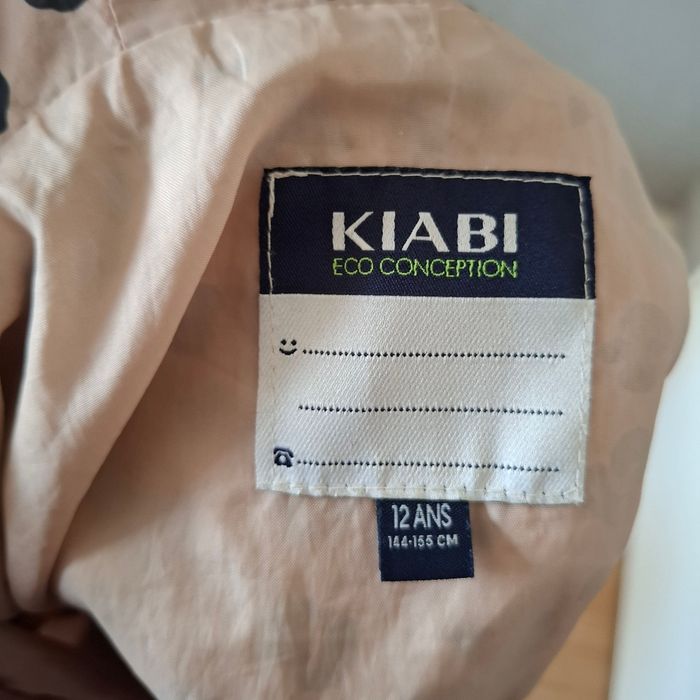 KIABI
ECO CONCEPTION
12 ANS
144-155 CM